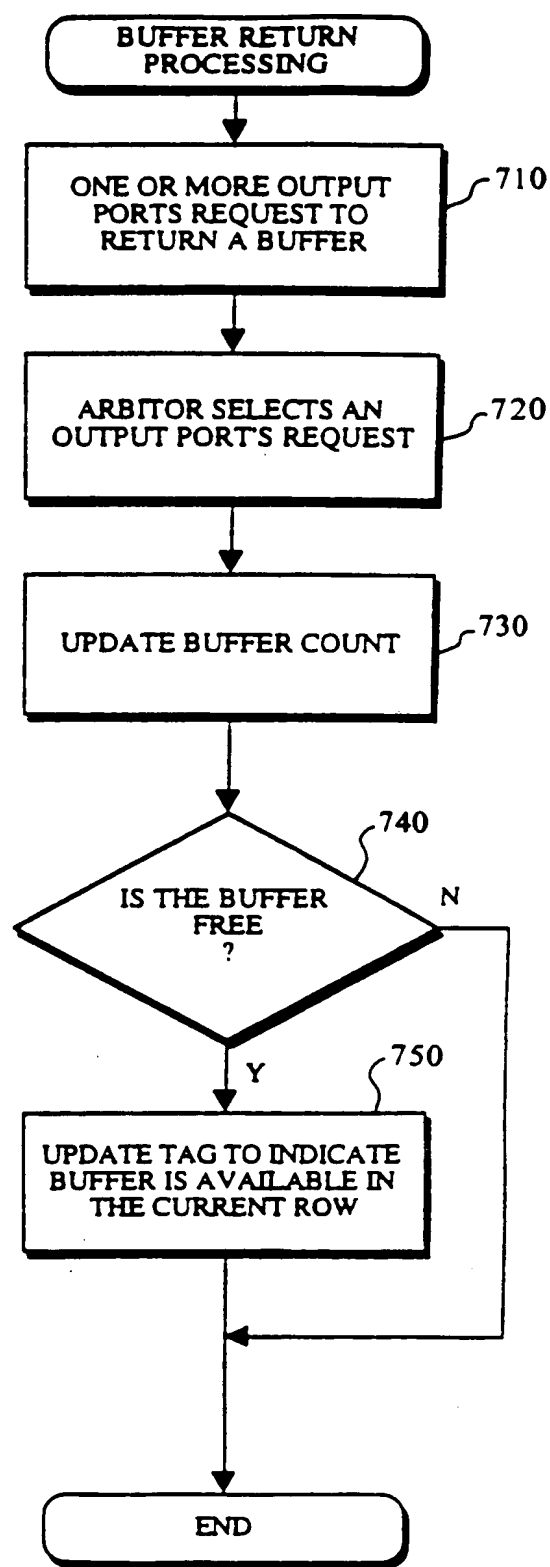 BUFFER RETURN
PROCESSING
ONE OR MORE OUTPUT
PORTS REQUEST TO
RETURN A BUFFER
710
ARBITOR SELECTS AN
OUTPUT PORT'S REQUEST
720
UPDATE BUFFER COUNT
730
740
IS THE BUFFER
FREE
?
N
Y
750
UPDATE TAG TO INDICATE
BUFFER IS AVAILABLE IN
THE CURRENT ROW
END